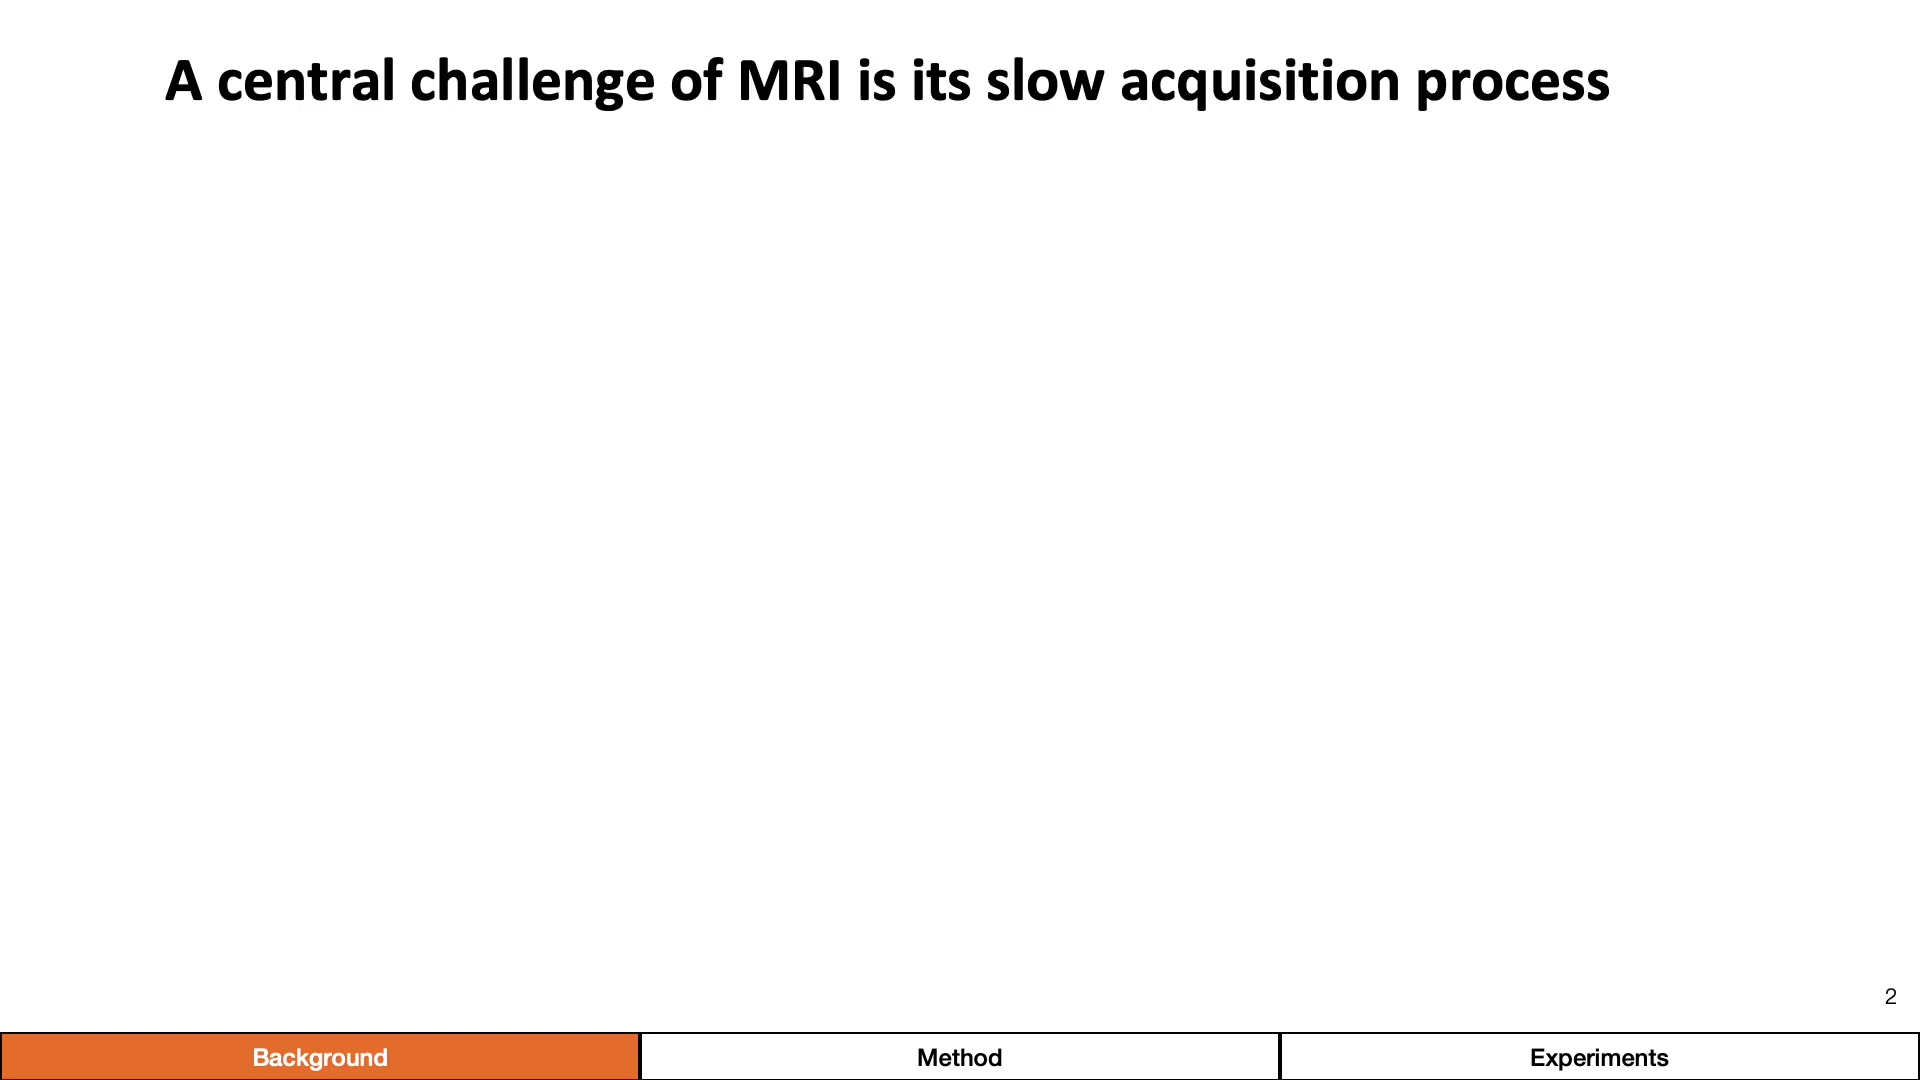 A central challenge of MRI is its slow acquisition process
2
Background
Method
Experiments